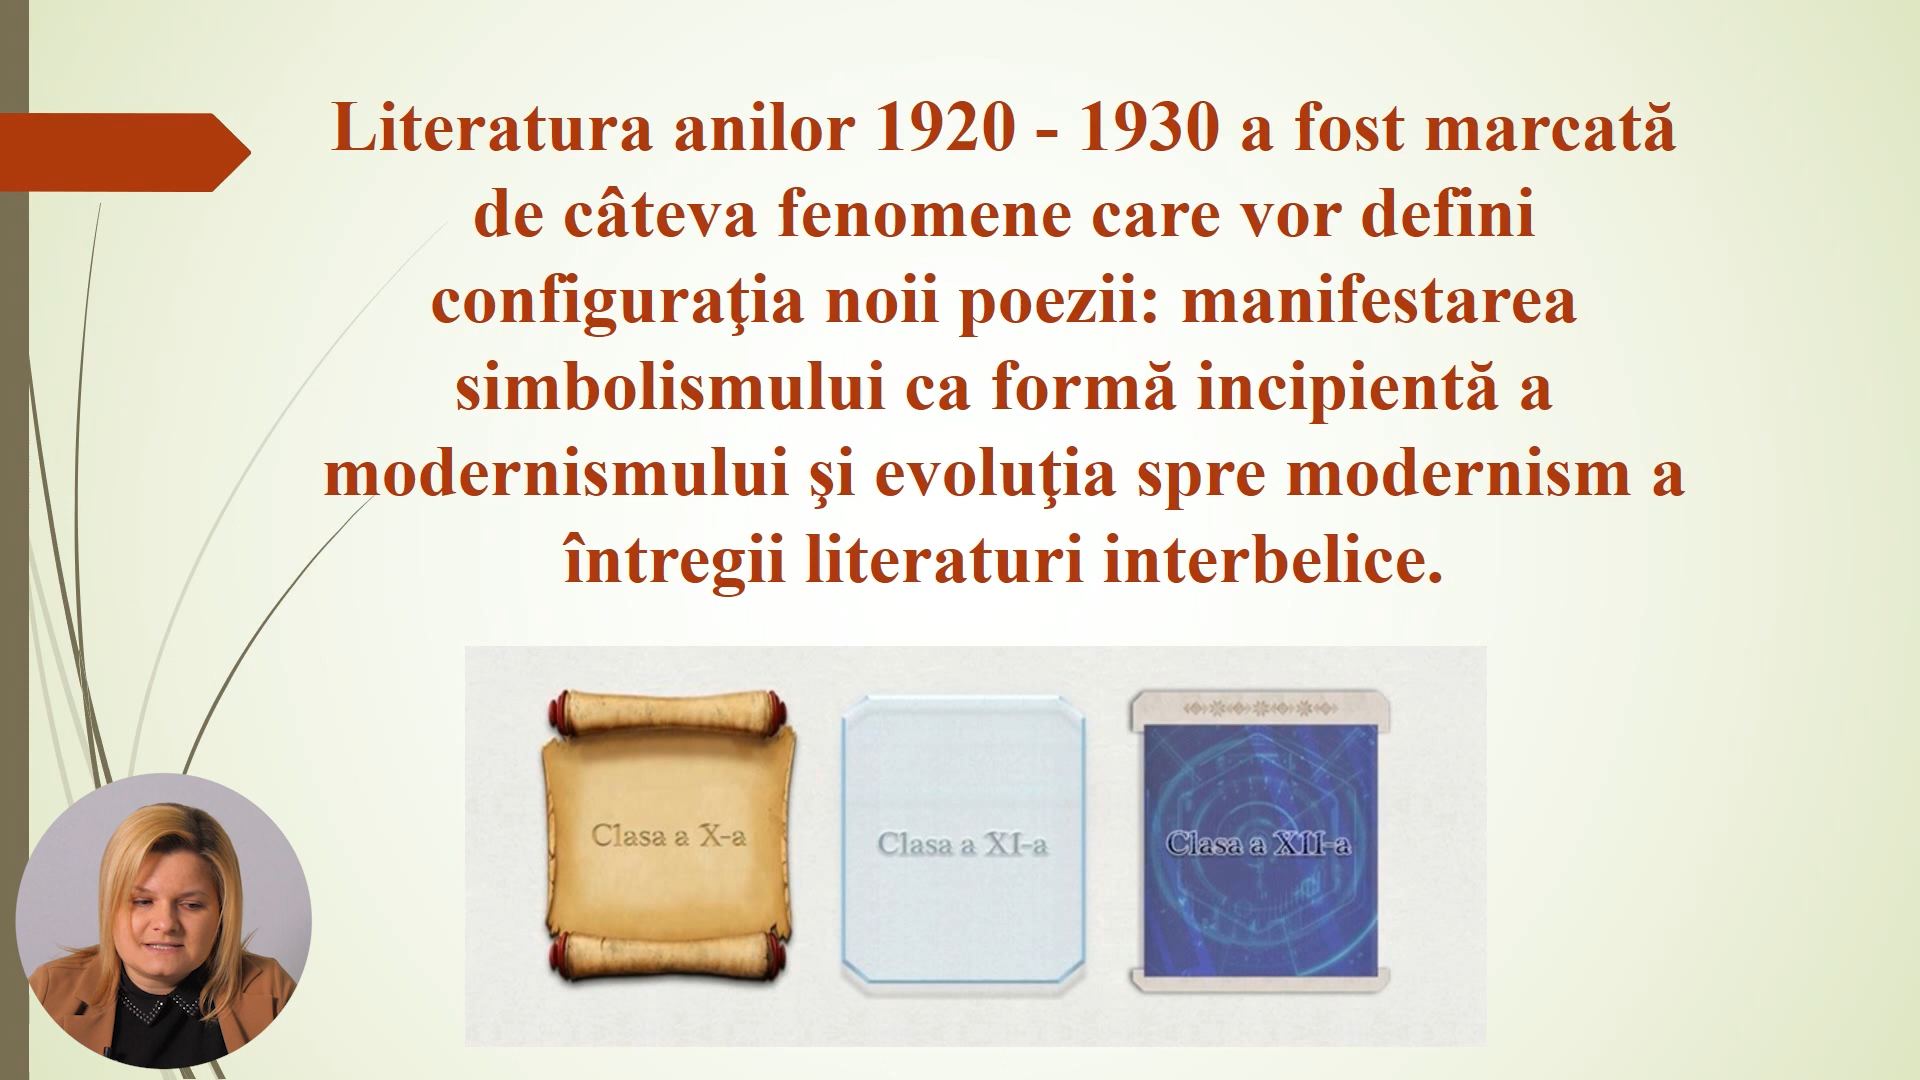 Literatura anilor 1920 - 1930 a fost marcată
de câteva fenomene care vor defini
configuraţia noii poezii: manifestarea
simbolismului ca formă incipientă a
modernismului şi evoluţia spre modernism a
întregii literaturi interbelice.
Clasa a X-a
Clasa a XI-a
Clasa a XII-a